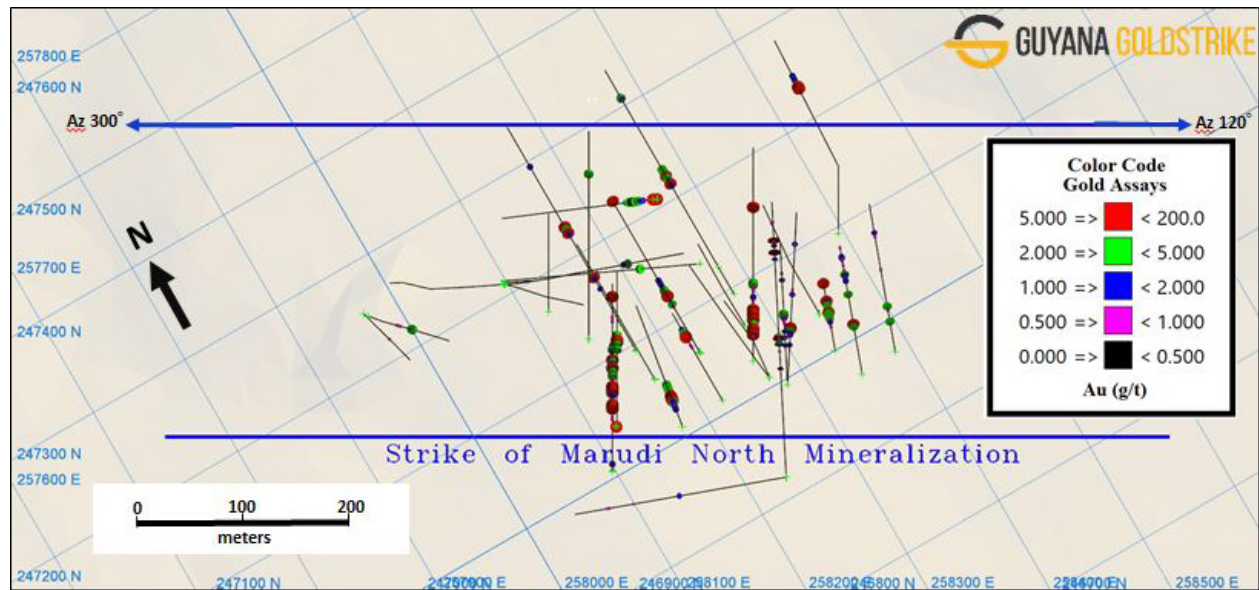 GUYANA GOLDSTRIKE
257800 E
247600 N
Az 300°
Az 120°
Color Code
Gold Assays
5.000 => < 200.0
2.000 => < 5.000
1.000 => < 2.000
0.500 => < 1.000
0.000 => < 0.500
Au (g/t)
247500 N
N
257700 E
247400 N
247300 N
257600 E
Strike of Marudi North Mineralization
0 100 200
meters
247200 N
247100 N
258000 E
258100 E
258300 E
258500 E